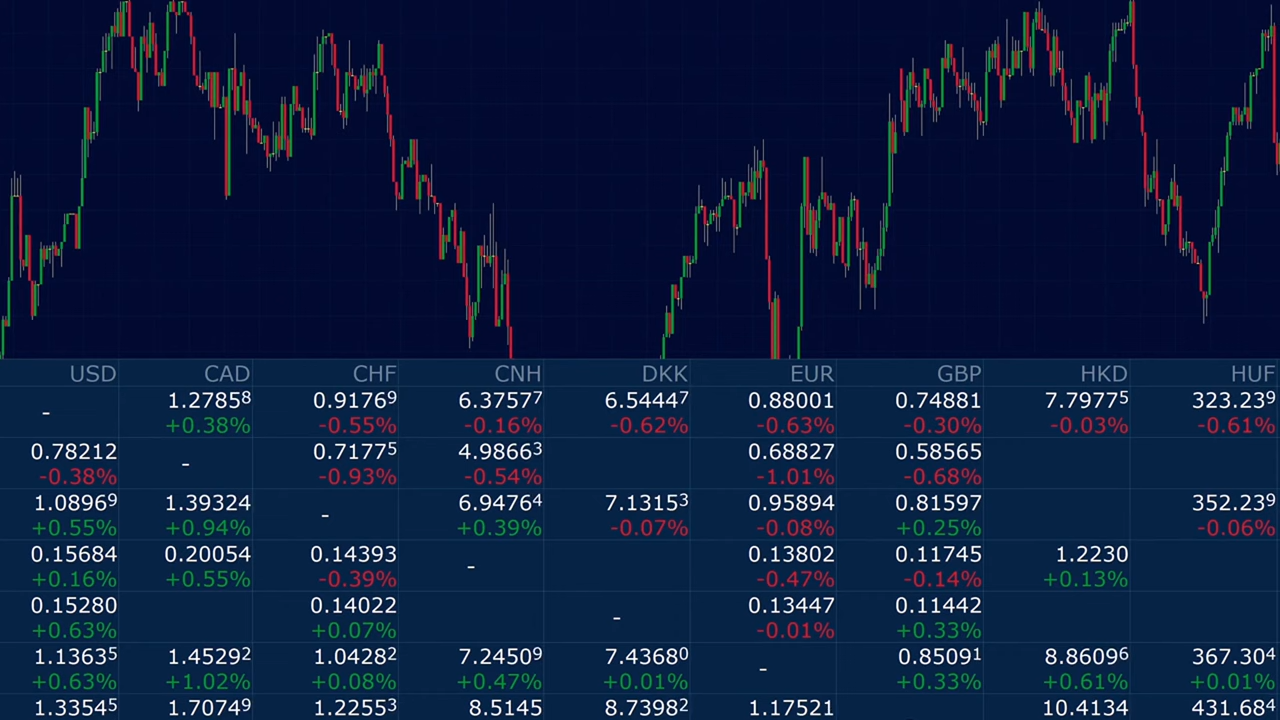 USD CAD CHF CNH DKK EUR GBP HKD HUF
- 1.27858 0.91769 6.37577 6.54447 0.88001 0.74881 7.79775 323.239
+0.38% -0.55% -0.16% -0.62% -0.63% -0.30% -0.03% -0.61%
0.78212 - 0.71775 4.98663 0.68827 0.58565
-0.38% -0.93% -0.54% -1.01% -0.68%
1.08969 1.39324 - 6.94764 7.13153 0.95894 0.81597 352.239
+0.55% +0.94% +0.39% -0.07% -0.08% +0.25% -0.06%
0.15684 0.20054 0.14393 - 0.13802 0.11745 1.2230
+0.16% +0.55% -0.39% -0.47% -0.14% +0.13%
0.15280 0.14022 - 0.13447 0.11442
+0.63% +0.07% -0.01% +0.33%
1.13635 1.45292 1.04282 7.24509 7.43680 - 0.85091 8.86096 367.304
+0.63% +1.02% +0.08% +0.47% +0.01% +0.33% +0.61% +0.01%
1.33545 1.70749 1.22553 8.5145 8.73982 1.17521 10.4134 431.684